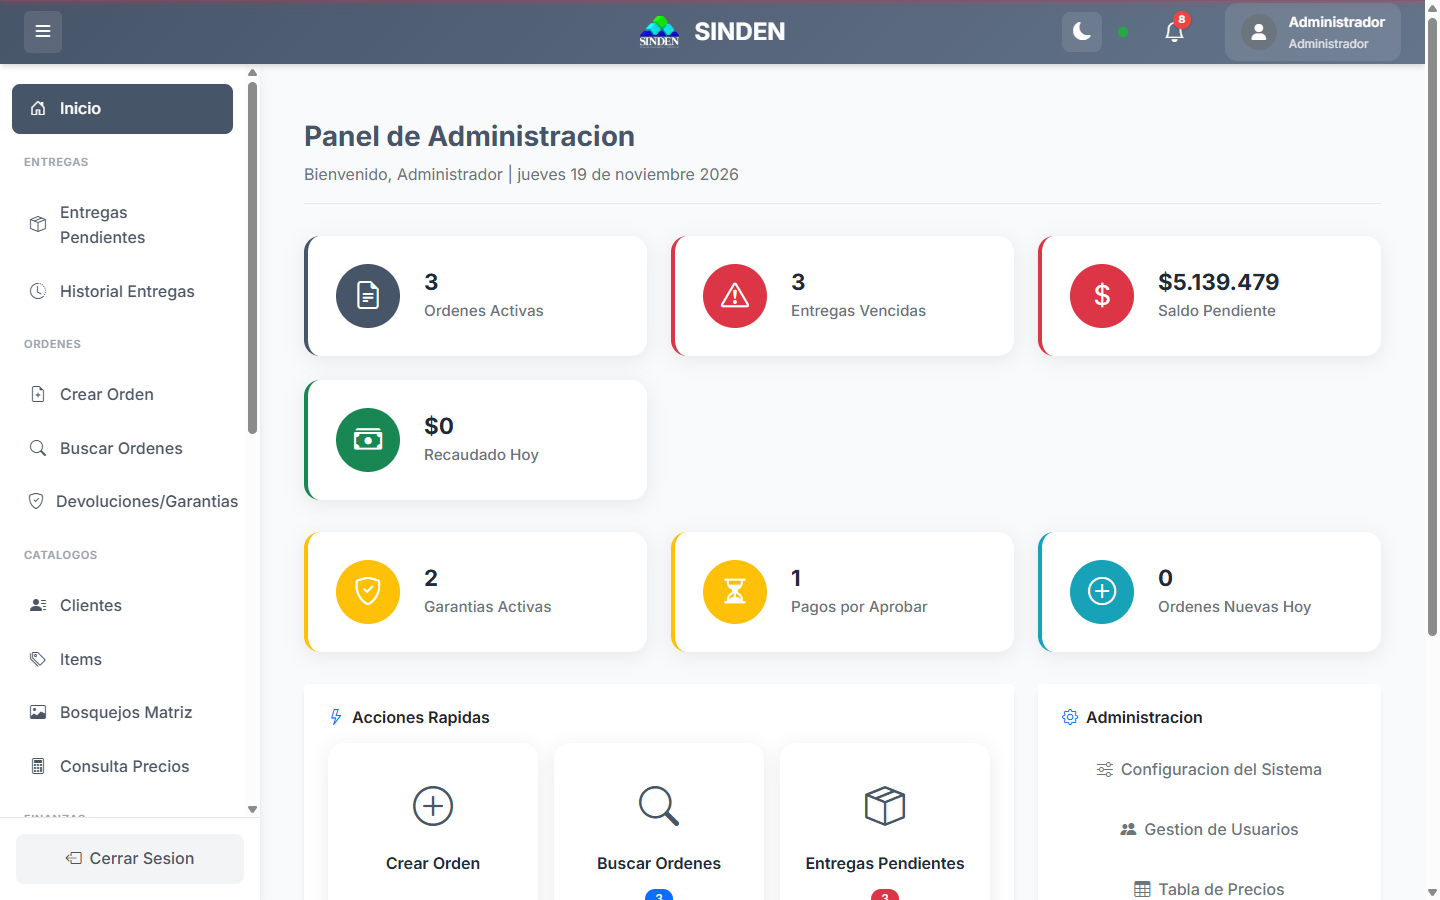 SINDEN
SINDEN
8
Administrador
Administrador
Inicio
ENTREGAS
Entregas
Pendientes
Historial Entregas
ORDENES
Crear Orden
Buscar Ordenes
Devoluciones/Garantias
CATALOGOS
Clientes
Items
Bosquejos Matriz
Consulta Precios
Cerrar Sesion
Panel de Administracion
Bienvenido, Administrador | jueves 19 de noviembre 2026
3
Ordenes Activas
3
Entregas Vencidas
$5.139.479
Saldo Pendiente
$0
Recaudado Hoy
2
Garantias Activas
1
Pagos por Aprobar
0
Ordenes Nuevas Hoy
Acciones Rapidas
Crear Orden
Buscar Ordenes
3
Entregas Pendientes
3
Administracion
Configuracion del Sistema
Gestion de Usuarios
Tabla de Precios